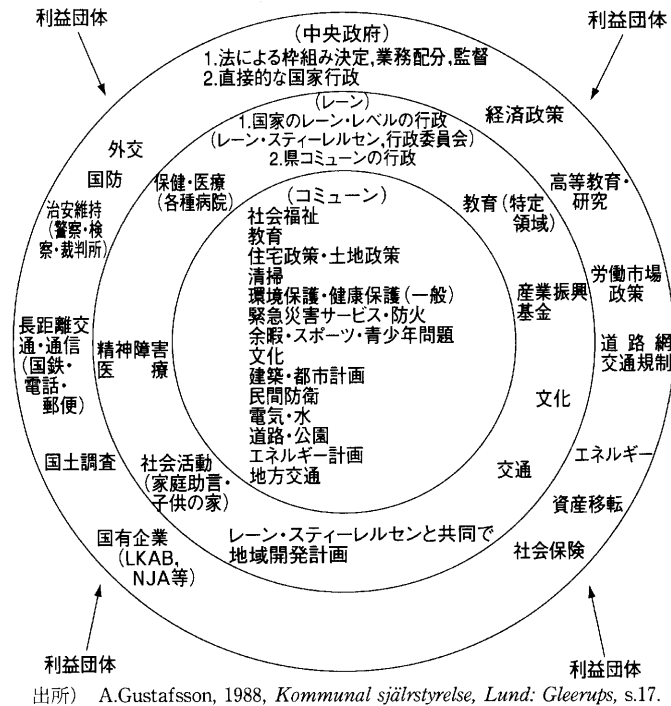 利益団体
利益団体
(中央政府)
1.法による枠組み決定,業務配分,監督
2.直接的な国家行政
経済政策
外交
国防
治安維持
(警察・検
察・裁判所)
高等教育・
研究
労働市場
政策
長距離交
通・通信
(国鉄・
電話・
郵便)
道路網
交通規制
国土調査
エネルギー
資産移転
国有企業
(LKAB,
NJA等)
社会保険
(レーン)
1.国家のレーン・レベルの行政
(レーン・スティーレルセン,行政委員会)
2.県コミューンの行政
保健・医療
(各種病院)
教育(特定
領域)
産業振興
基金
精神障害
医療
文化
社会活動
(家庭助言・
子供の家)
交通
レーン・スティーレルセンと共同で
地域開発計画
(コミューン)
社会福祉
教育
住宅政策・土地政策
清掃
環境保護・健康保護(一般)
緊急災害サービス・防火
余暇・スポーツ・青少年問題
文化
建築・都市計画
民間防衛
電気・水
道路・公園
エネルギー計画
地方交通
利益団体
利益団体
出所) A.Gustafsson, 1988, Kommunal själrstyrelse, Lund: Gleerups, s.17.